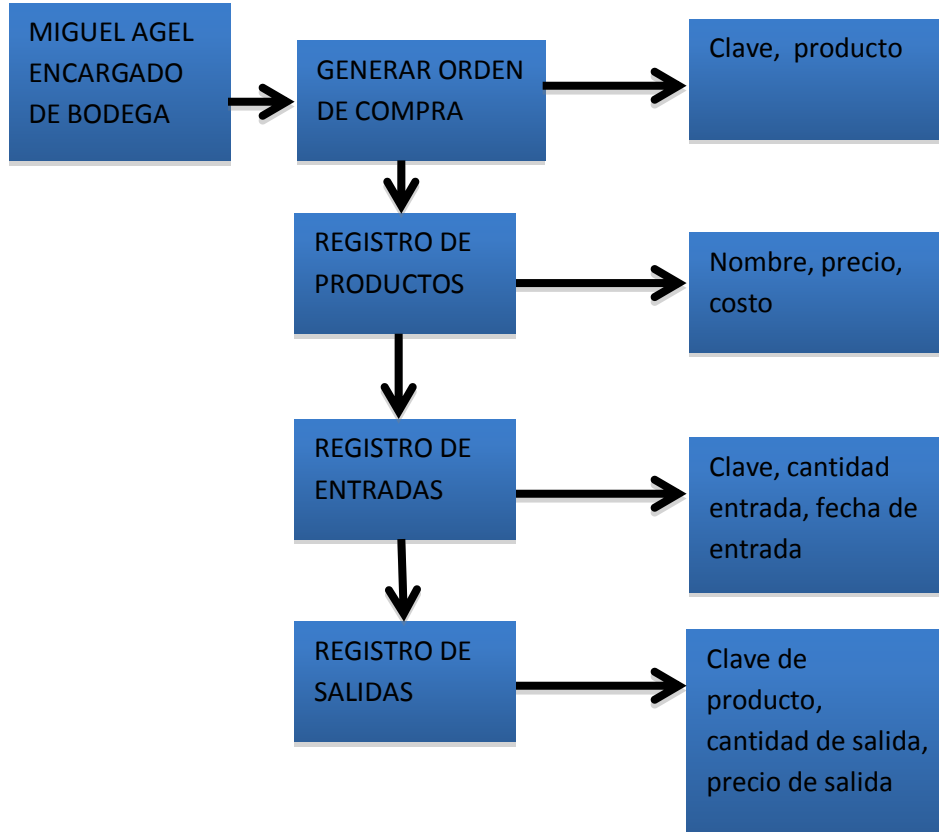 MIGUEL AGEL
ENCARGADO
DE BODEGA
GENERAR ORDEN
DE COMPRA
Clave, producto
REGISTRO DE
PRODUCTOS
Nombre, precio,
costo
REGISTRO DE
ENTRADAS
Clave, cantidad
entrada, fecha de
entrada
REGISTRO DE
SALIDAS
Clave de
producto,
cantidad de salida,
precio de salida